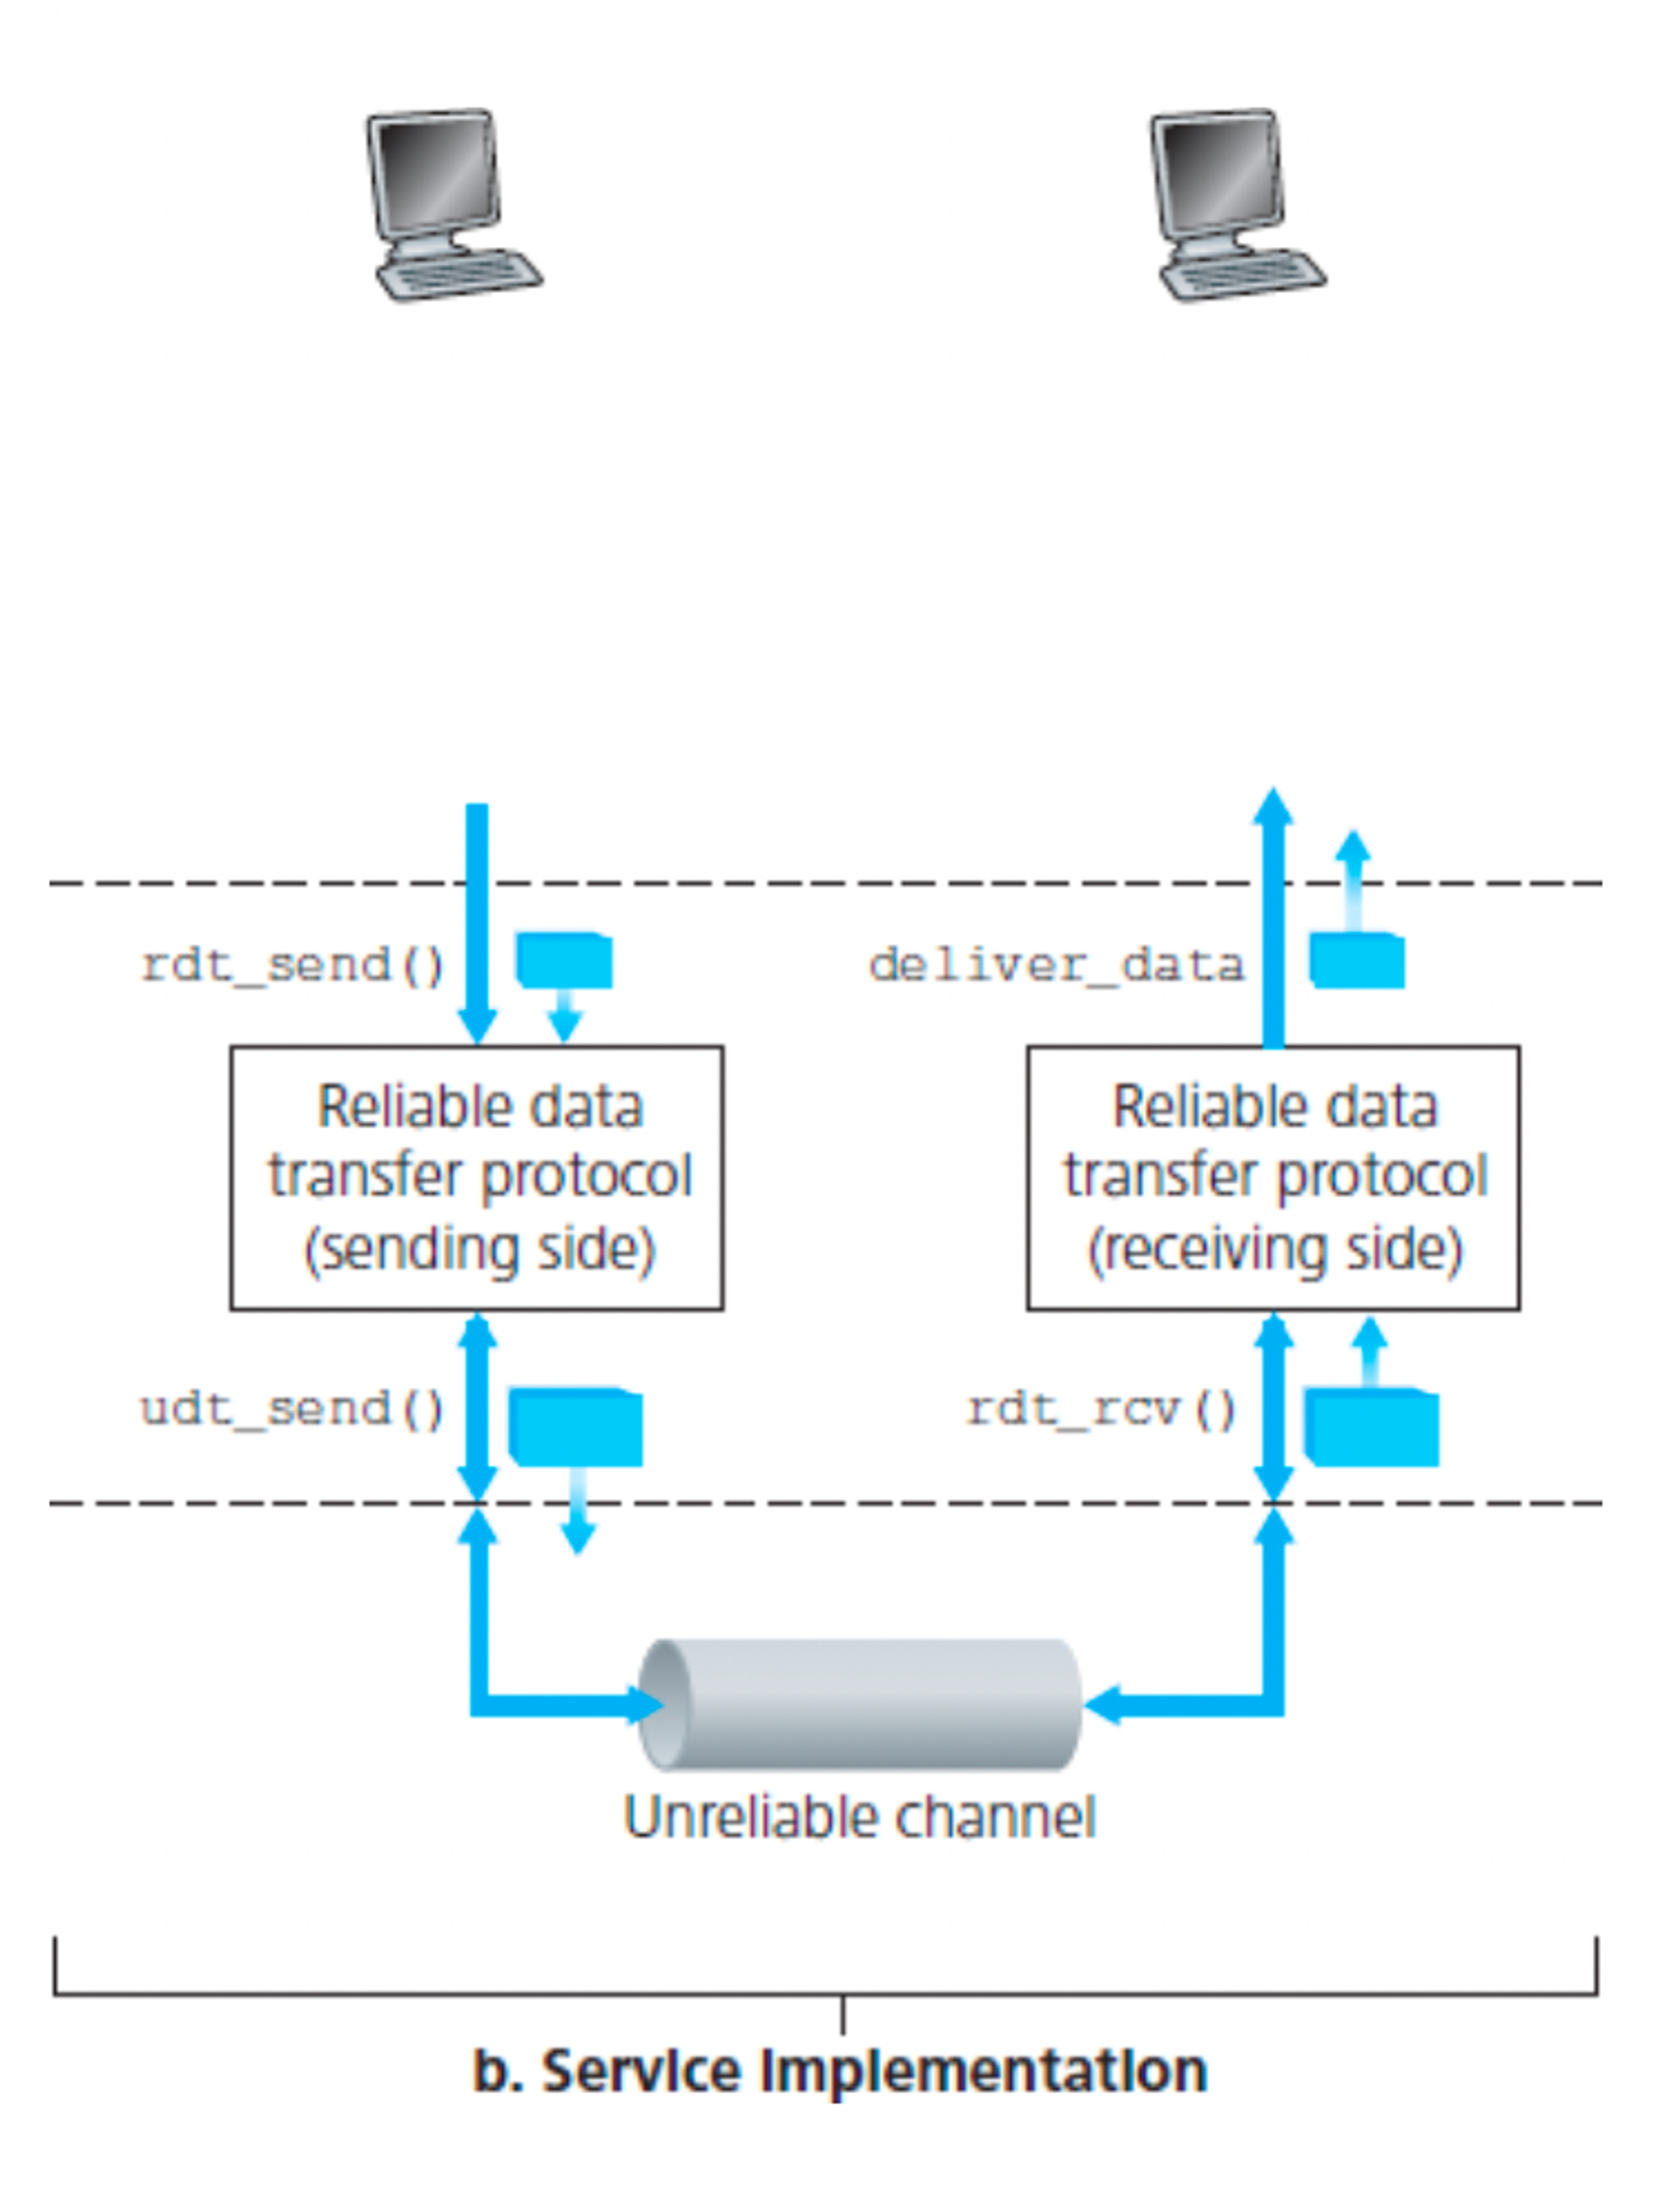 rdt_send()
deliver_data
Reliable data
transfer protocol
(sending side)
Reliable data
transfer protocol
(receiving side)
udt_send()
rdt_rcv()
Unreliable channel
b. Service implementation